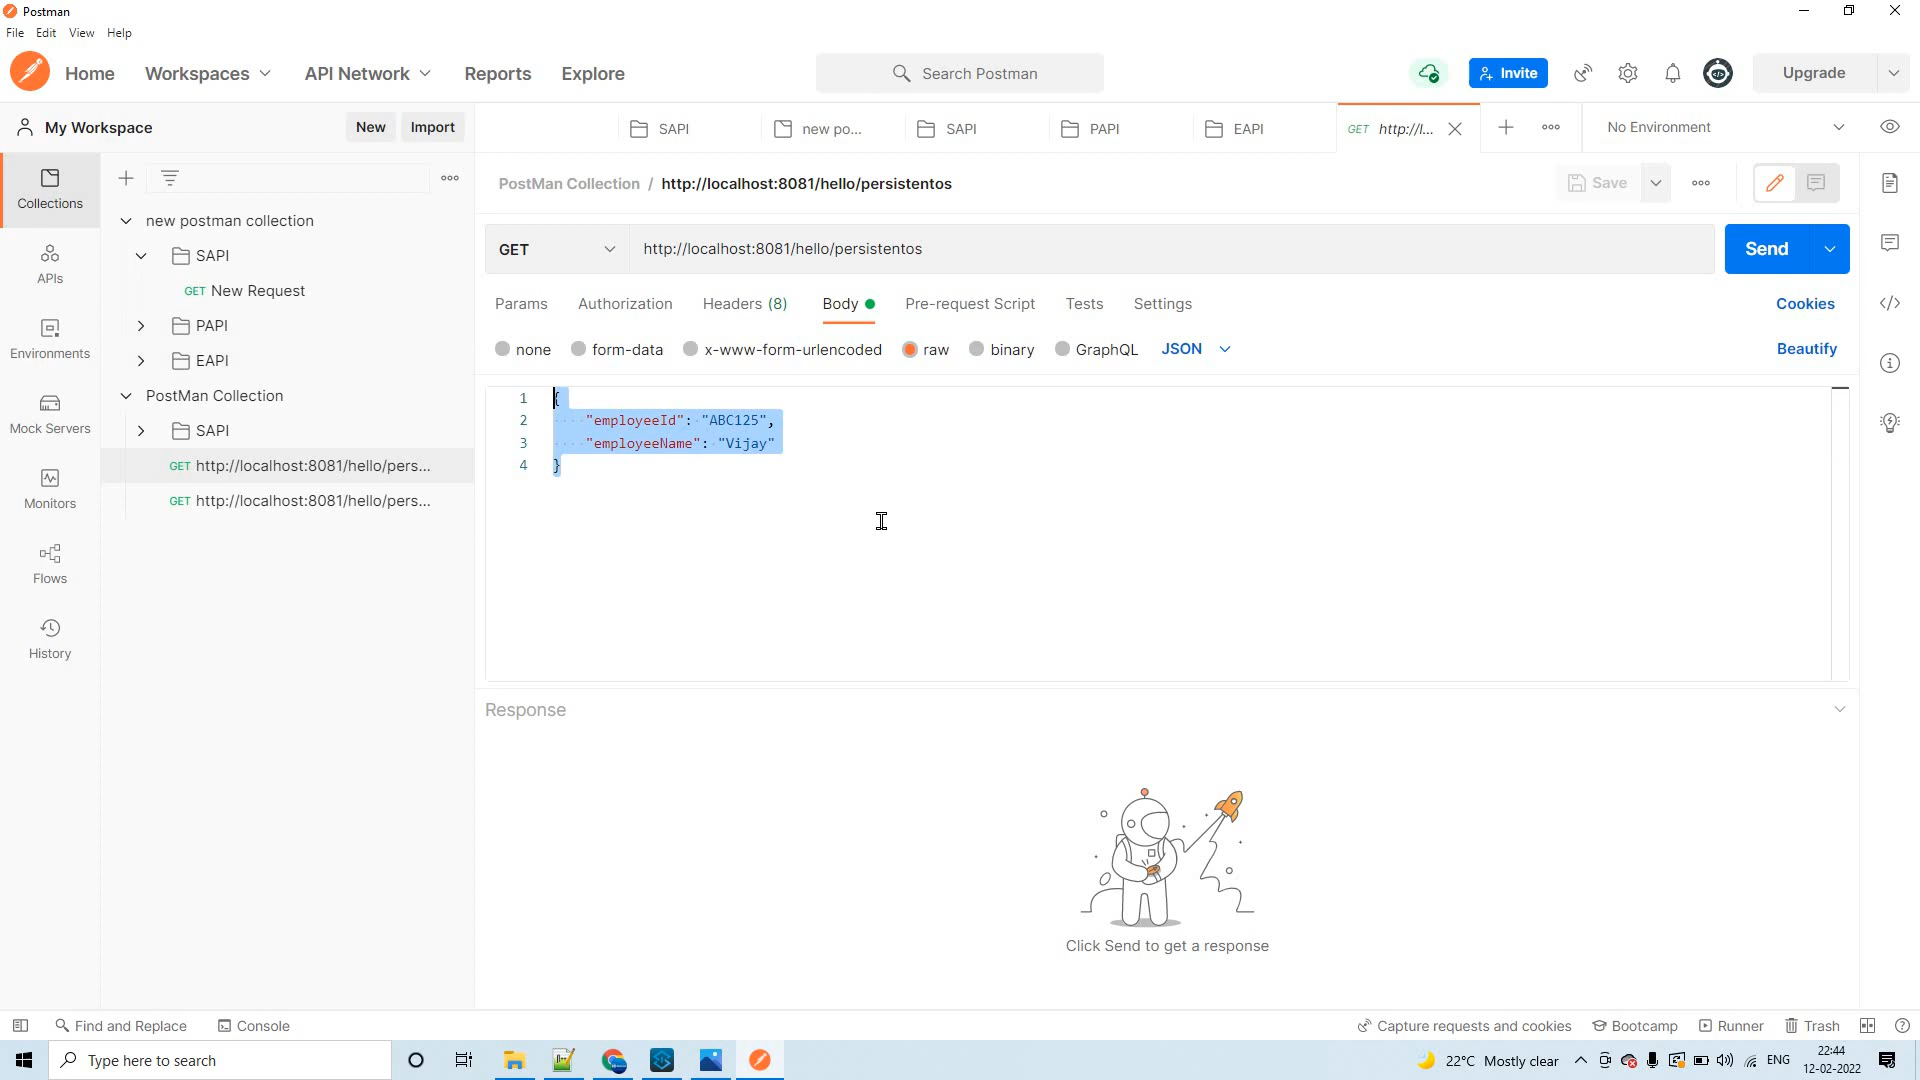 Postman
File Edit View Help
Home Workspaces API Network Reports Explore
Search Postman
Invite
Upgrade
My Workspace
New Import
SAPI
new po...
SAPI
PAPI
EAPI
GET http://l...
No Environment
Collections
APIs
Environments
Mock Servers
Monitors
Flows
History
new postman collection
SAPI
GET New Request
PAPI
EAPI
PostMan Collection
SAPI
GET http://localhost:8081/hello/pers...
GET http://localhost:8081/hello/pers...
PostMan Collection / http://localhost:8081/hello/persistentos
Save
GET http://localhost:8081/hello/persistentos
Send
Params Authorization Headers (8) Body Pre-request Script Tests Settings
Cookies
none form-data x-www-form-urlencoded raw binary GraphQL JSON
Beautify
1 {
2 "employeeId": "ABC125",
3 "employeeName": "Vijay"
4 }
Response
Click Send to get a response
Find and Replace Console
Capture requests and cookies Bootcamp Runner Trash
Type here to search
22°C Mostly clear
ENG
22:44
12-02-2022